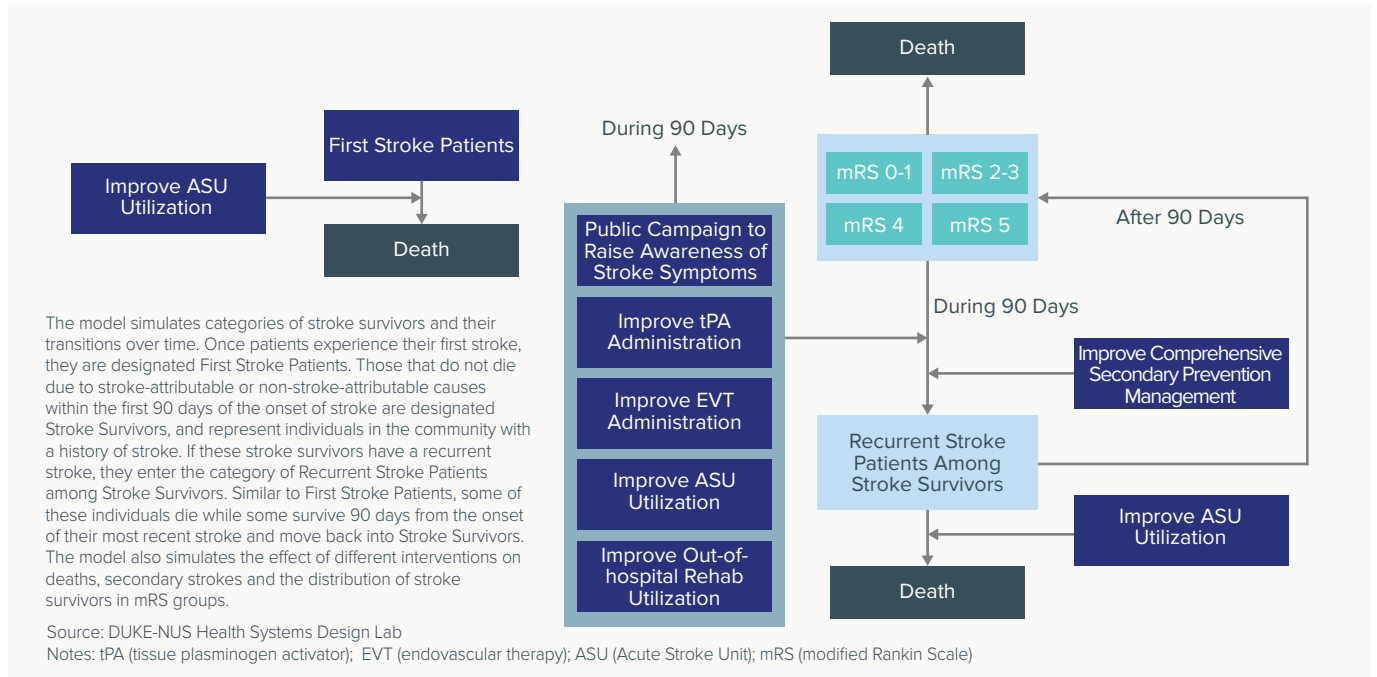 Death
First Stroke Patients
Improve ASU
Utilization
Death
During 90 Days
Public Campaign to
Raise Awareness of
Stroke Symptoms
Improve tPA
Administration
Improve EVT
Administration
Improve ASU
Utilization
Improve Out-of-
hospital Rehab
Utilization
mRS 0-1
mRS 2-3
mRS 4
mRS 5
After 90 Days
During 90 Days
Improve Comprehensive
Secondary Prevention
Management
Recurrent Stroke
Patients Among
Stroke Survivors
Improve ASU
Utilization
Death
The model simulates categories of stroke survivors and their
transitions over time. Once patients experience their first stroke,
they are designated First Stroke Patients. Those that do not die
due to stroke-attributable or non-stroke-attributable causes
within the first 90 days of the onset of stroke are designated
Stroke Survivors, and represent individuals in the community with
a history of stroke. If these stroke survivors have a recurrent
stroke, they enter the category of Recurrent Stroke Patients
among Stroke Survivors. Similar to First Stroke Patients, some of
these individuals die while some survive 90 days from the onset
of their most recent stroke and move back into Stroke Survivors.
The model also simulates the effect of different interventions on
deaths, secondary strokes and the distribution of stroke
survivors in mRS groups.
Source: DUKE-NUS Health Systems Design Lab
Notes: tPA (tissue plasminogen activator);  EVT (endovascular therapy); ASU (Acute Stroke Unit); mRS (modified Rankin Scale)